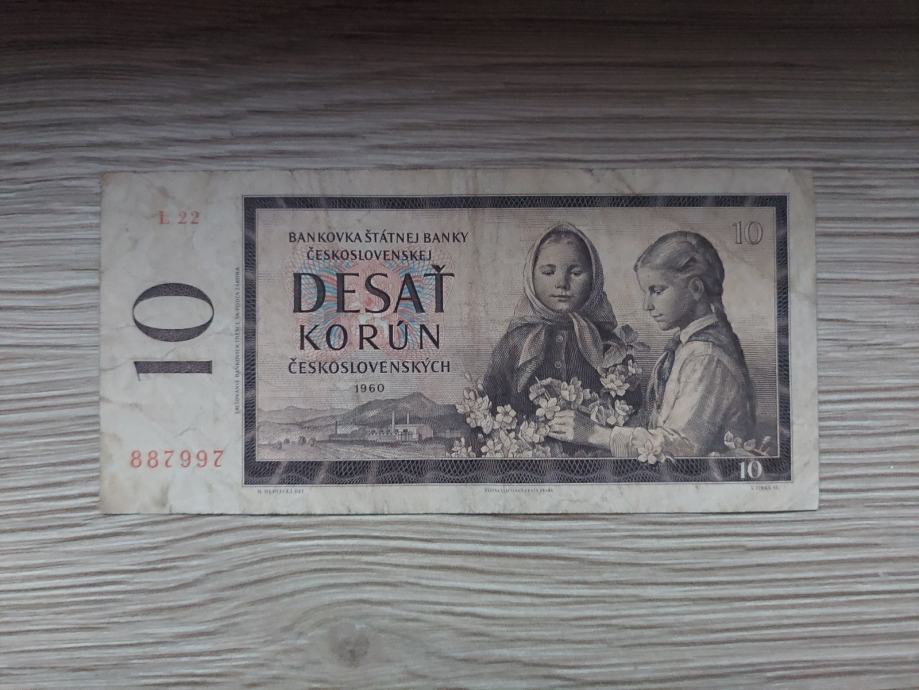 L 22
10
887997
BANKOVKA ŠTÁTNEJ BANKY
ČESKOSLOVENSKEJ
DESAŤ
KORÚN
ČESKOSLOVENSKÝCH
1960
10
10